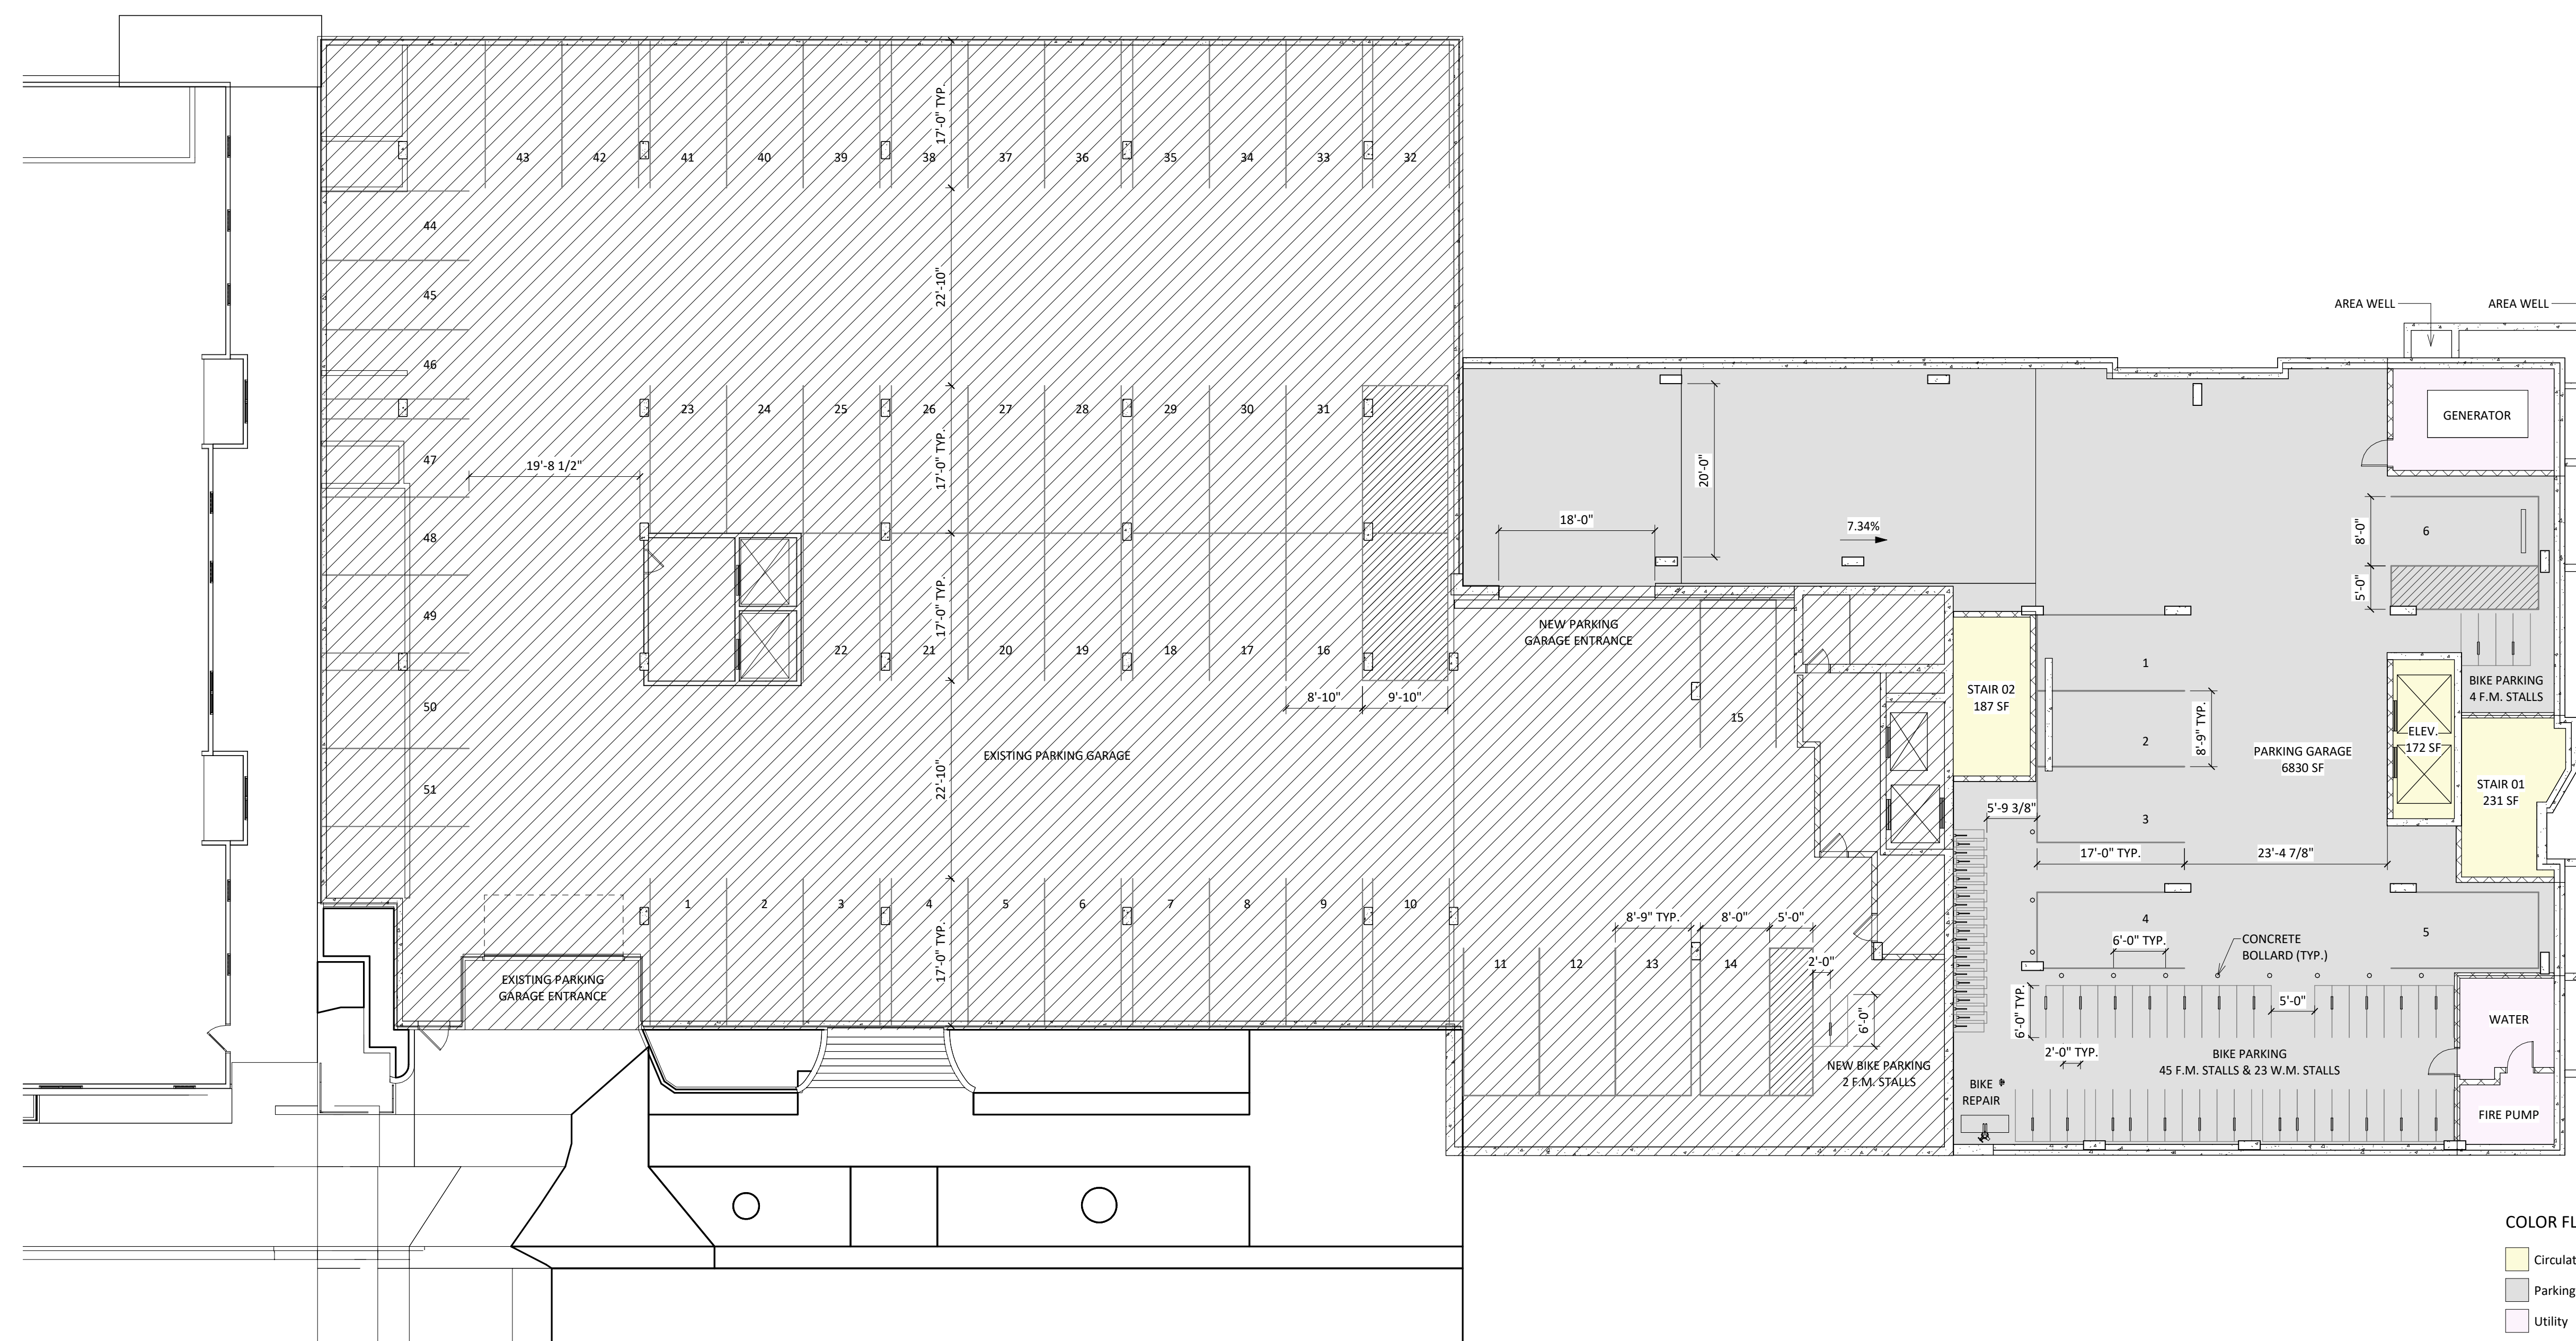 17'-0" TYP.
43
42
41
40
39
38
37
36
35
34
33
32
44
45
46
47
48
49
50
51
22'-10"
23
24
25
26
27
28
29
30
31
17'-0" TYP.
19'-8 1/2"
17'-0" TYP.
22
21
20
19
18
17
16
8'-10"
9'-10"
EXISTING PARKING GARAGE
22'-10"
1
2
3
4
5
6
7
8
9
10
17'-0" TYP.
EXISTING PARKING
GARAGE ENTRANCE
18'-0"
20'-0"
7.34%
NEW PARKING
GARAGE ENTRANCE
15
8'-9" TYP.
8'-0"
5'-0"
11
12
13
14
2'-0"
6'-0"
NEW BIKE PARKING
2 F.M. STALLS
AREA WELL
AREA WELL
GENERATOR
8'-0"
6
5'-0"
BIKE PARKING
4 F.M. STALLS
STAIR 02
187 SF
1
2
3
8'-9" TYP.
PARKING GARAGE
6830 SF
ELEV.
172 SF
STAIR 01
231 SF
5'-9 3/8"
17'-0" TYP.
23'-4 7/8"
4
5
6'-0" TYP.
CONCRETE
BOLLARD (TYP.)
6'-0" TYP.
5'-0"
2'-0" TYP.
BIKE PARKING
45 F.M. STALLS & 23 W.M. STALLS
WATER
BIKE
REPAIR
FIRE PUMP
COLOR FL
Circulat
Parking
Utility